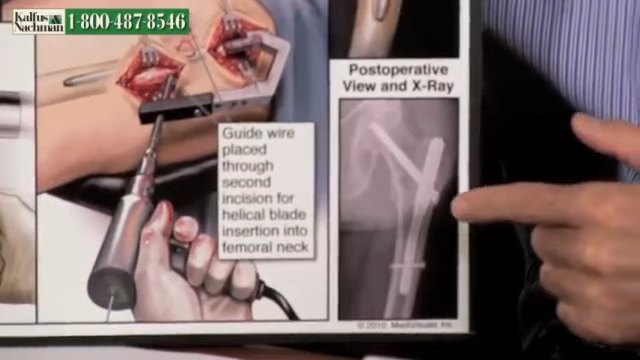 Kalfus
& Nachman
1-800-487-8546
Postoperative
View and X-Ray
Guide wire
placed
through
second
incision for
helical blade
insertion into
femoral neck
© 2010, MediVisuals Inc.